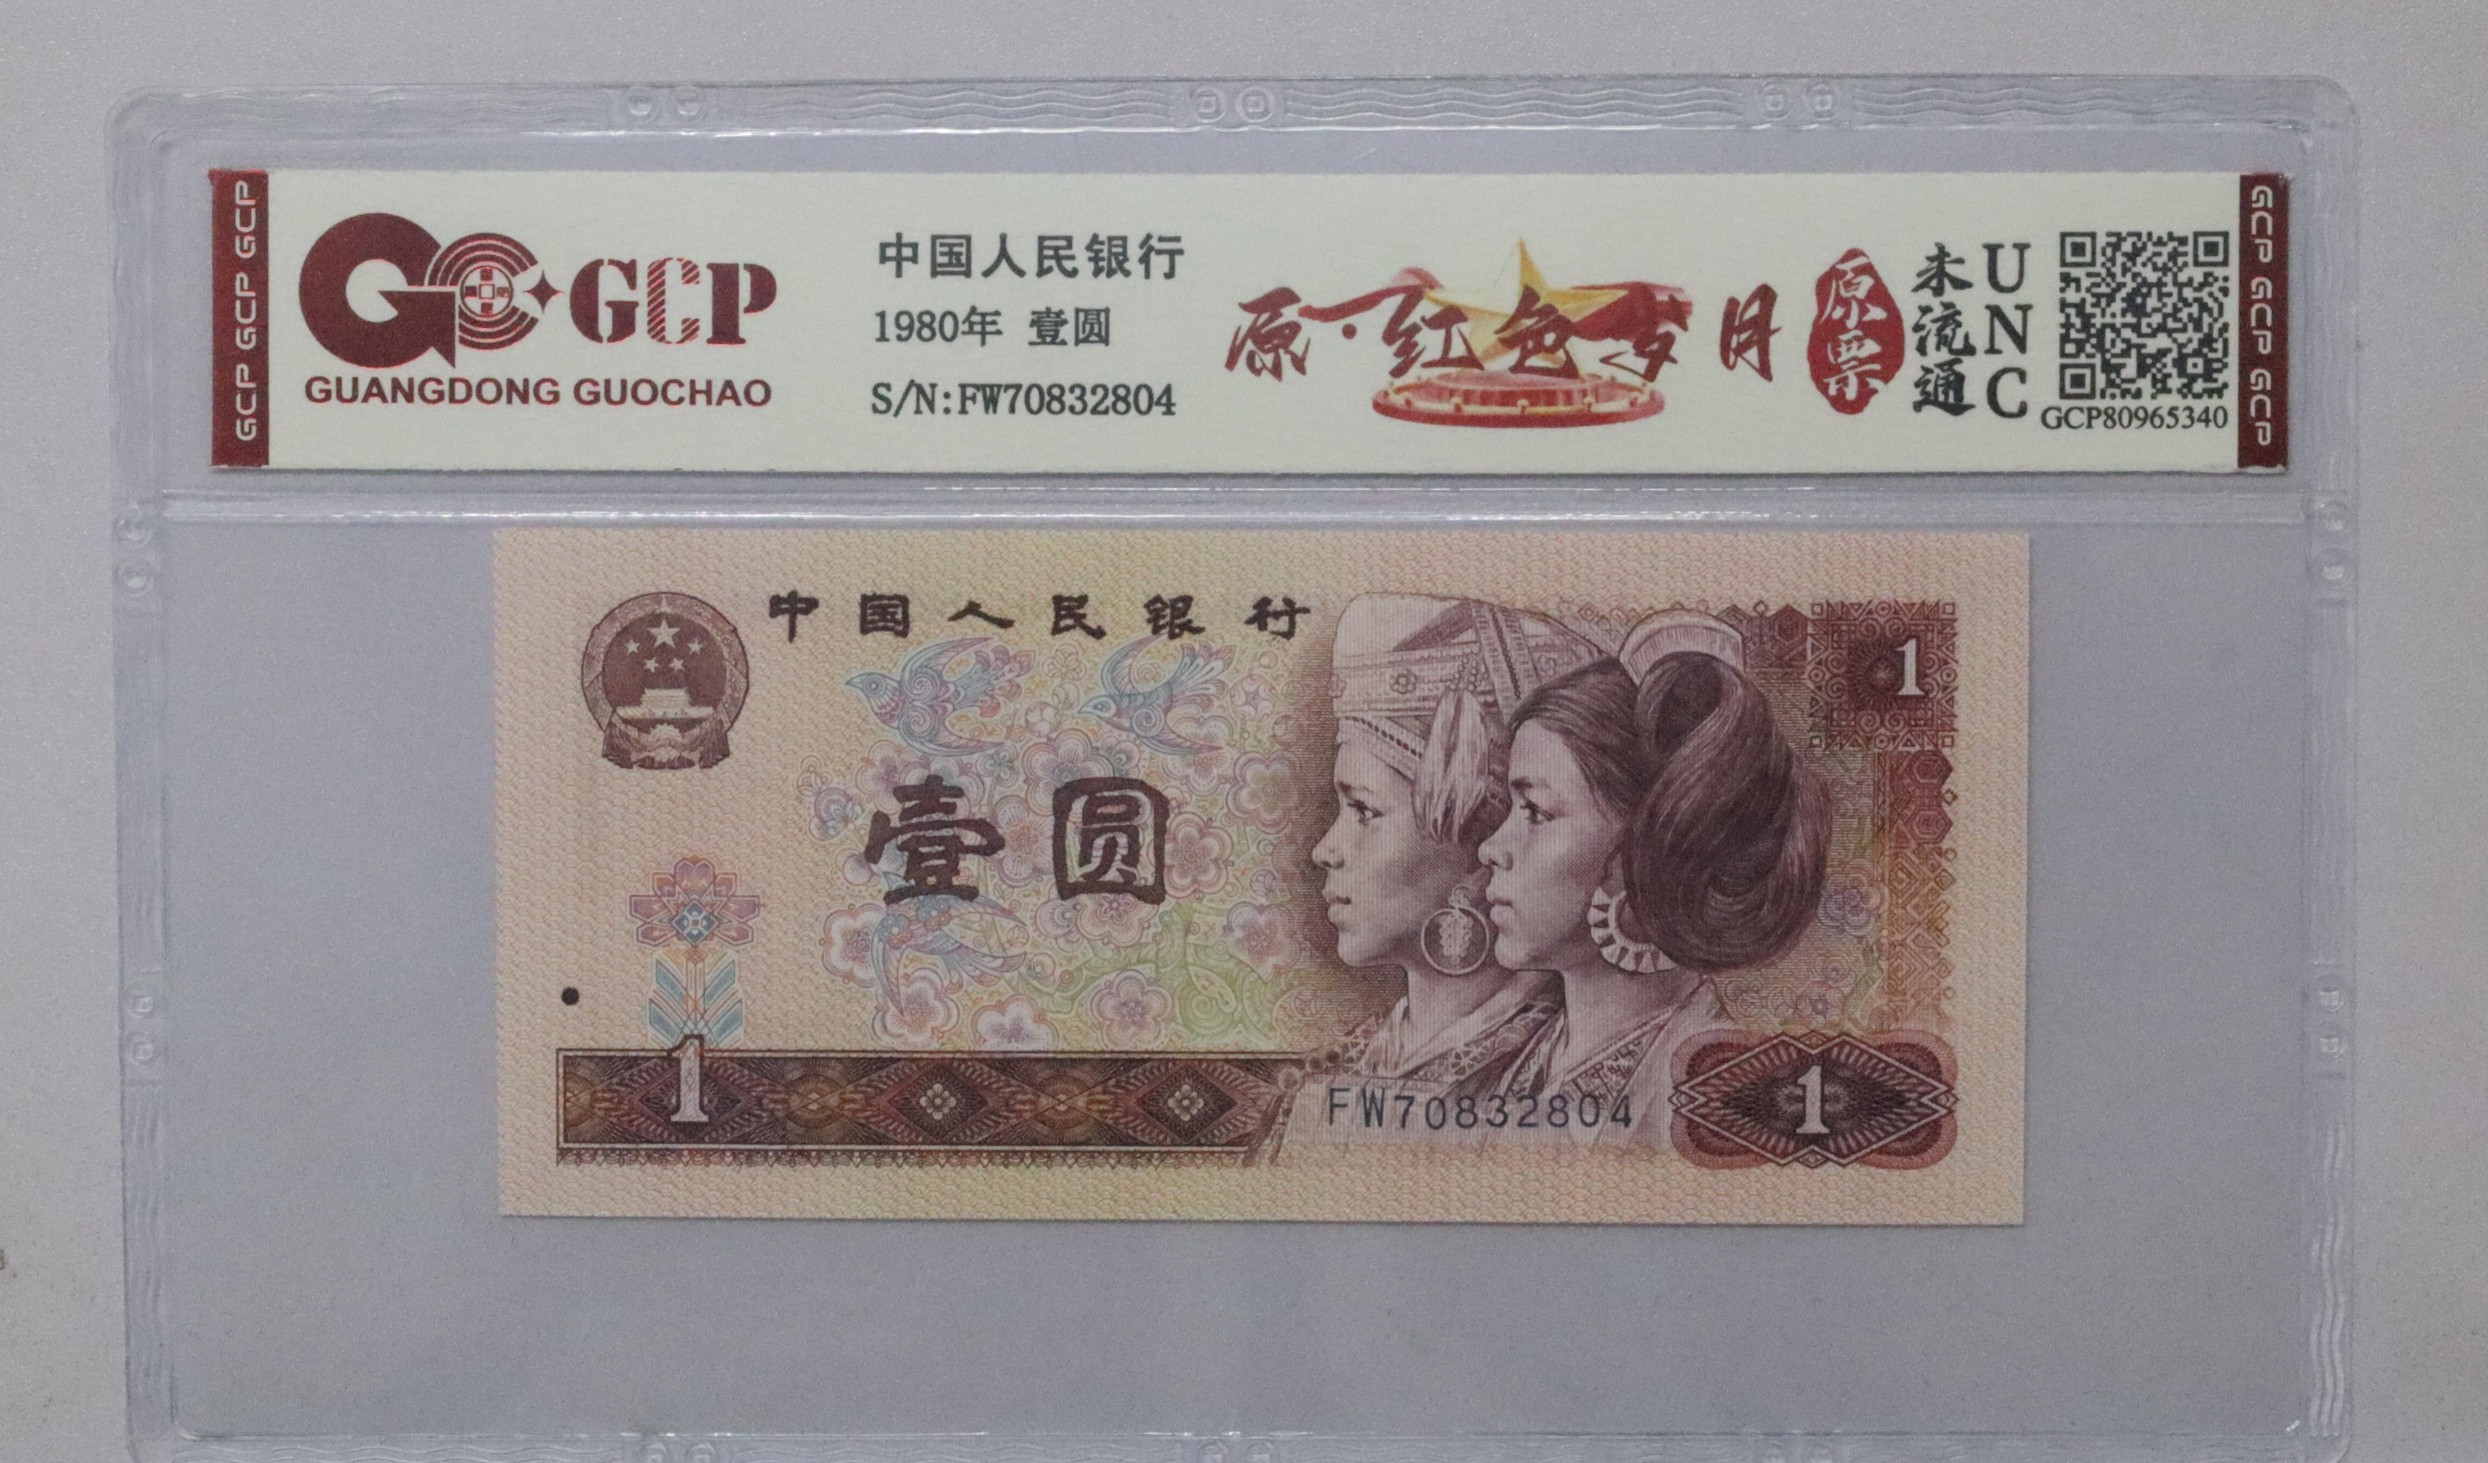 GCP GCP GCP
GCP
GUANGDONG GUOCHAO
中国人民银行
1980年 壹圆
S/N:FW70832804
原·红色岁月
原票
未流通
UNC
GCP80965340
GCP GCP GCP
中国人民银行
1
壹圆
1
FW70832804
1